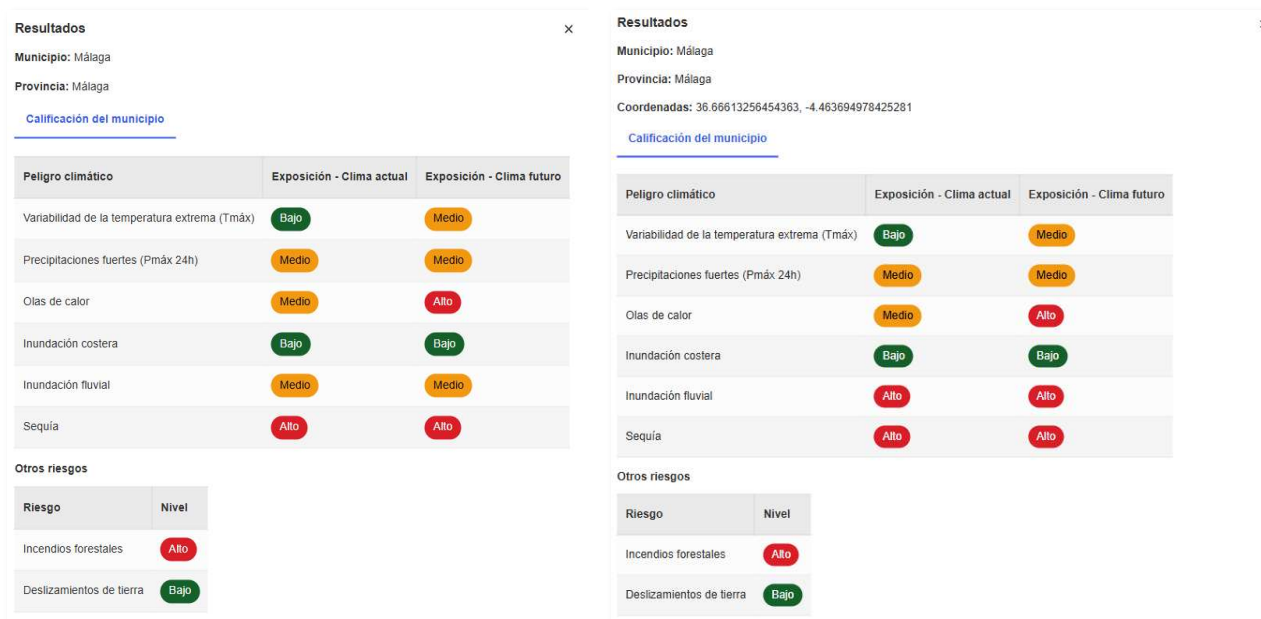 Resultados ×
Municipio: Málaga
Provincia: Málaga
Calificación del municipio
Peligro climático Exposición - Clima actual Exposición - Clima futuro
Variabilidad de la temperatura extrema (Tmáx) Bajo Medio
Precipitaciones fuertes (Pmáx 24h) Medio Medio
Olas de calor Medio Alto
Inundación costera Bajo Bajo
Inundación fluvial Medio Medio
Sequía Alto Alto
Otros riesgos
Riesgo Nivel
Incendios forestales Alto
Deslizamientos de tierra Bajo
Resultados
Municipio: Málaga
Provincia: Málaga
Coordenadas: 36.66613256454363, -4.463694978425281
Calificación del municipio
Peligro climático Exposición - Clima actual Exposición - Clima futuro
Variabilidad de la temperatura extrema (Tmáx) Bajo Medio
Precipitaciones fuertes (Pmáx 24h) Medio Medio
Olas de calor Medio Alto
Inundación costera Bajo Bajo
Inundación fluvial Alto Alto
Sequía Alto Alto
Otros riesgos
Riesgo Nivel
Incendios forestales Alto
Deslizamientos de tierra Bajo